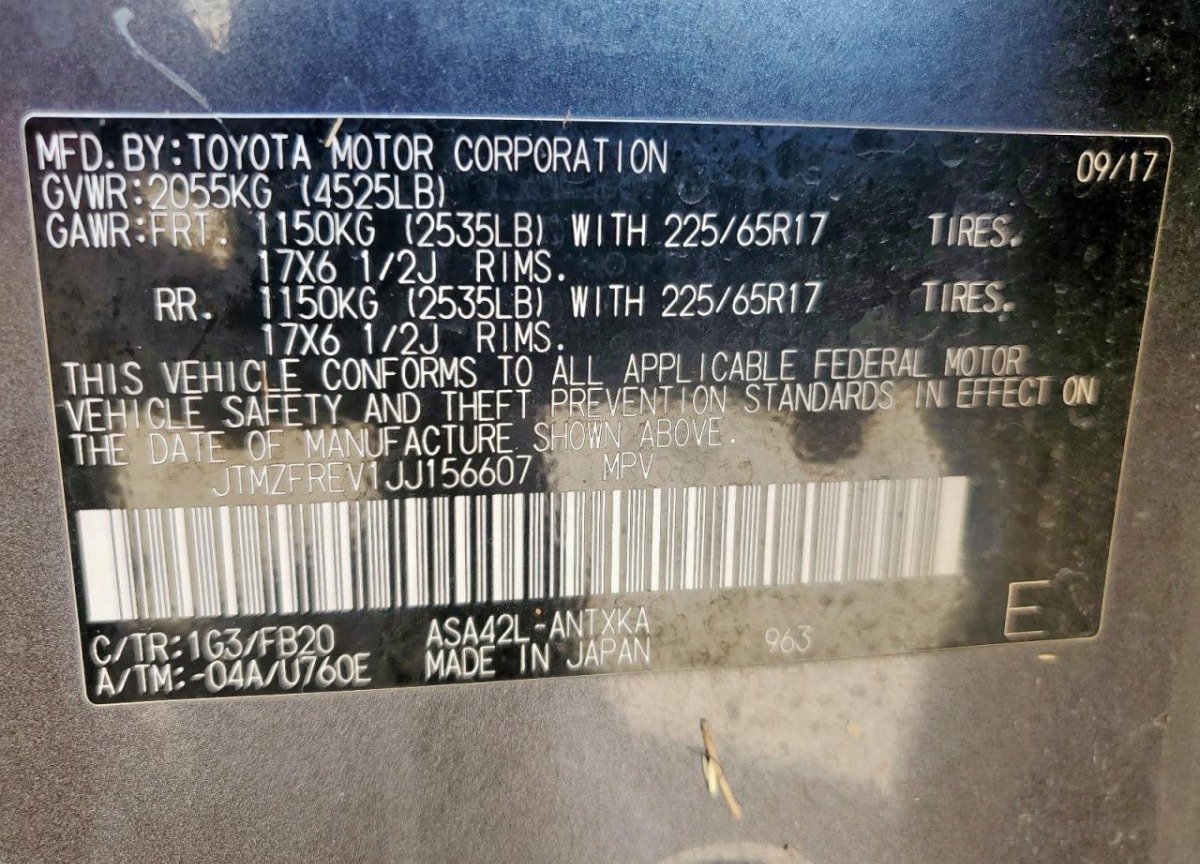 MFD.BY:TOYOTA MOTOR CORPORATION 09/17
GVWR:2055KG (4525LB)
GAWR:FRT. 1150KG (2535LB) WITH 225/65R17 TIRES.
17X6 1/2J RIMS.
RR. 1150KG (2535LB) WITH 225/65R17 TIRES.
17X6 1/2J RIMS.
THIS VEHICLE CONFORMS TO ALL APPLICABLE FEDERAL MOTOR
VEHICLE SAFETY AND THEFT PREVENTION STANDARDS IN EFFECT ON
THE DATE OF MANUFACTURE SHOWN ABOVE.
JTMZFREV1JJ156607 MPV
C/TR:1G3/FB20 ASA42L-ANTXKA 963 E
A/TM:-04A/U760E MADE IN JAPAN